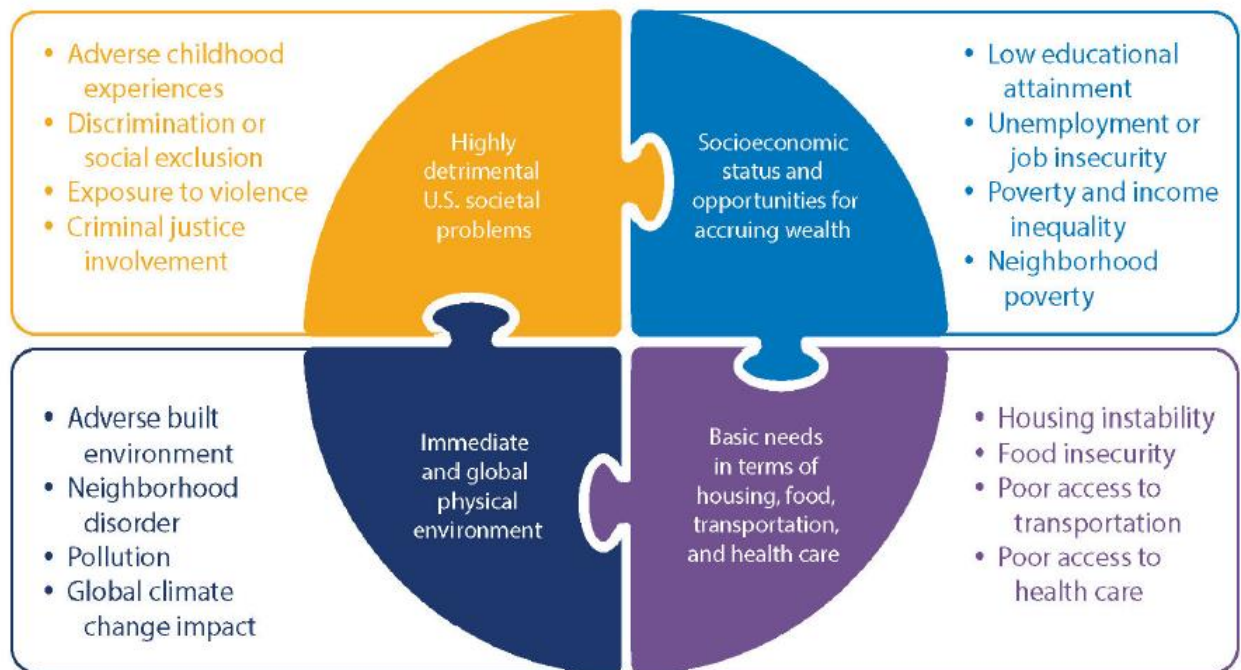 • Adverse childhood
experiences
• Discrimination or
social exclusion
• Exposure to violence
• Criminal justice
involvement
Highly
detrimental
U.S. societal
problems
Socioeconomic
status and
opportunities for
accruing wealth
• Low educational
attainment
• Unemployment or
job insecurity
• Poverty and income
inequality
• Neighborhood
poverty
• Adverse built
environment
• Neighborhood
disorder
• Pollution
• Global climate
change impact
Immediate
and global
physical
environment
Basic needs
in terms of
housing, food,
transportation,
and health care
• Housing instability
• Food insecurity
• Poor access to
transportation
• Poor access to
health care